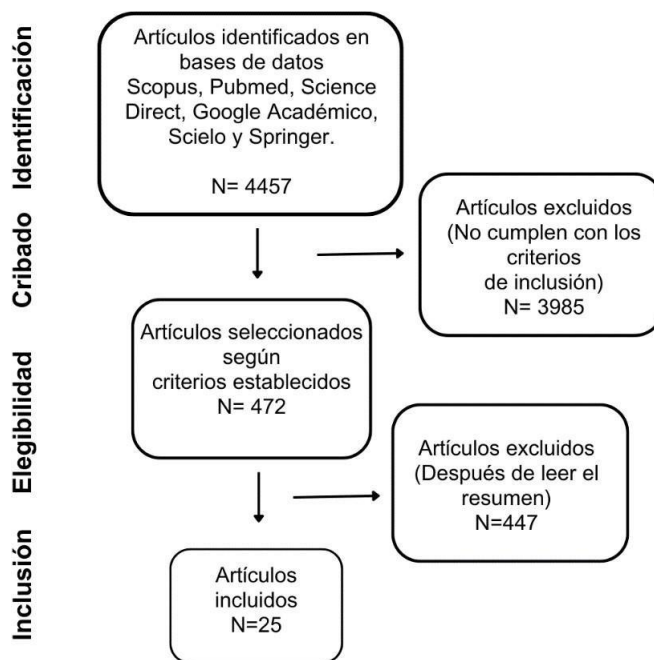 Identificación
Artículos identificados en
bases de datos
Scopus, Pubmed, Science
Direct, Google Académico,
Scielo y Springer.
N= 4457
Cribado
Artículos excluidos
(No cumplen con los
criterios
de inclusión)
N= 3985
Artículos seleccionados
según
criterios establecidos
N= 472
Elegibilidad
Artículos excluidos
(Después de leer el
resumen)
N=447
Inclusión
Artículos
incluidos
N=25